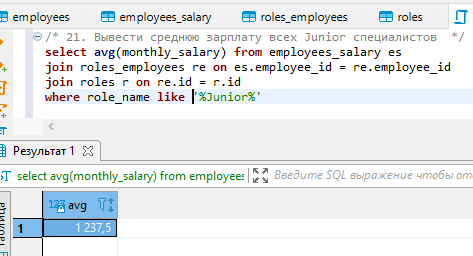 employees employees_salary roles_employees roles
/* 21. Вывести среднюю зарплату всех Junior специалистов */
select avg(monthly_salary) from employees_salary es
join roles_employees re on es.employee_id = re.employee_id
join roles r on re.id = r.id
where role_name like '%Junior%'
Результат 1
select avg(monthly_salary) from employees Введите SQL выражение чтобы от
123 avg
1 1 237,5
таблица